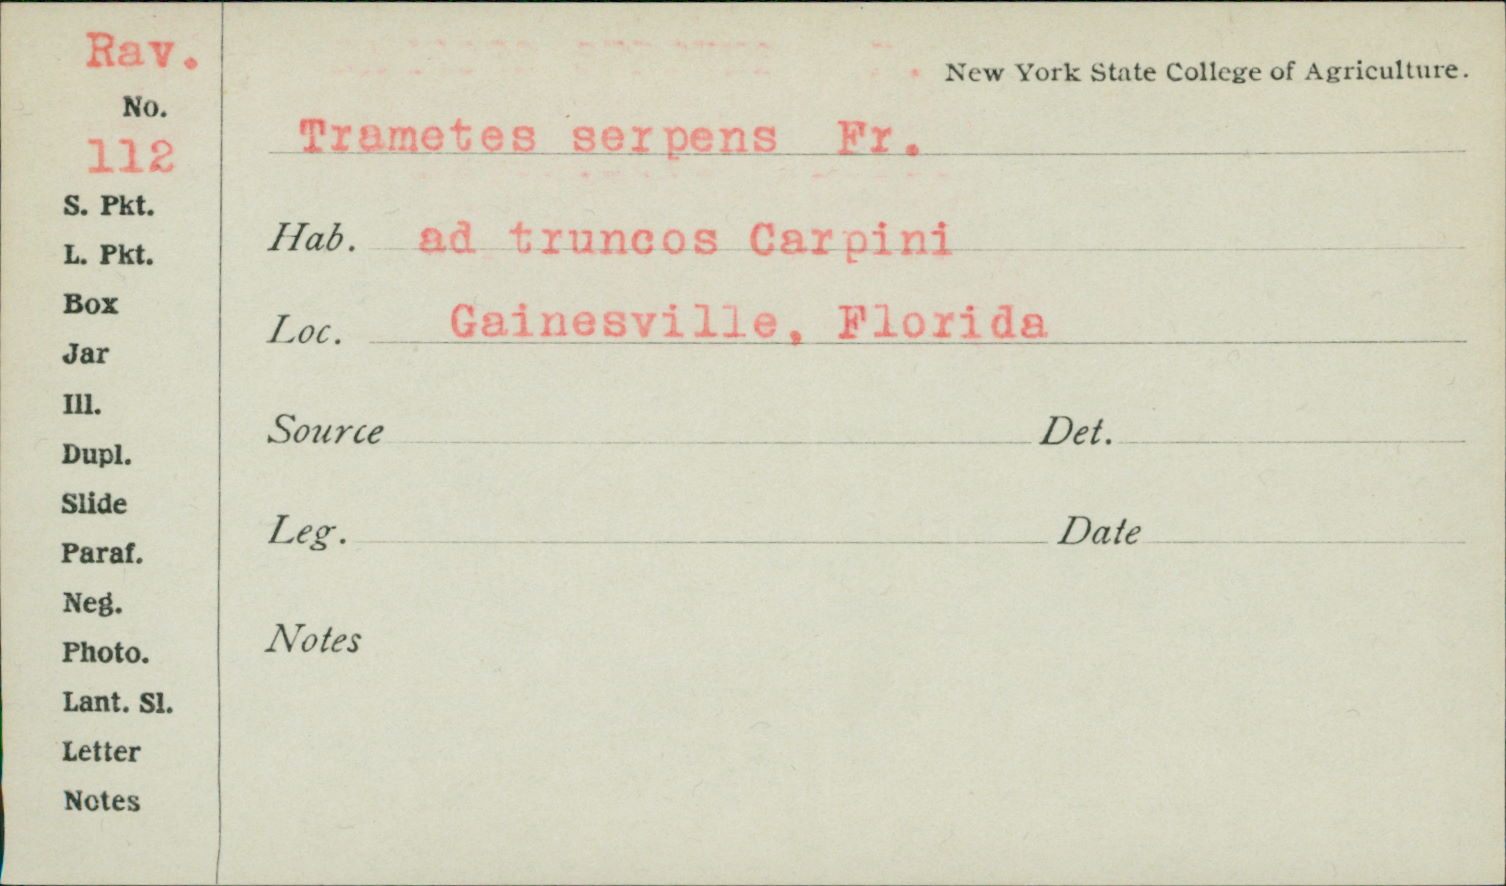 Rav.
No.
112
S. Pkt.
L. Pkt.
Box
Jar
Ill.
Dupl.
Slide
Paraf.
Neg.
Photo.
Lant. Sl.
Letter
Notes
New York State College of Agriculture.
Trametes serpens Fr.
Hab. ad truncos Carpini
Loc. Gainesville, Florida
Source Det.
Leg. Date
Notes